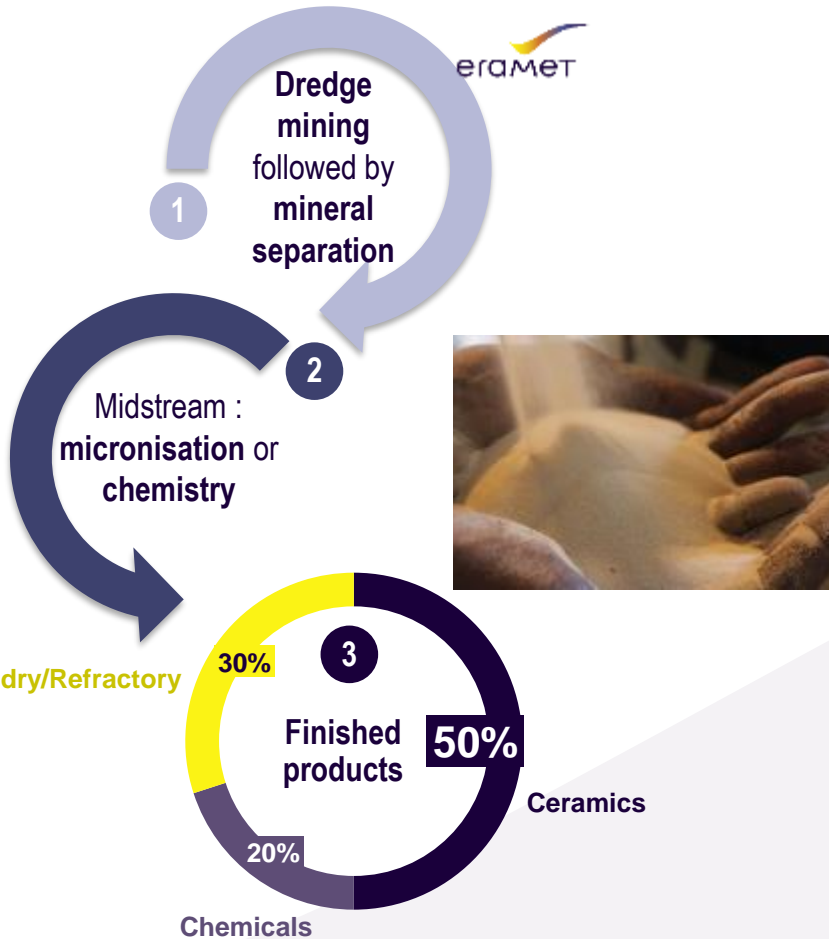 eramet
Dredge
mining
followed by
mineral
separation
1
2
Midstream :
micronisation or
chemistry
3
30%
dry/Refractory
Finished
products
50%
Ceramics
20%
Chemicals